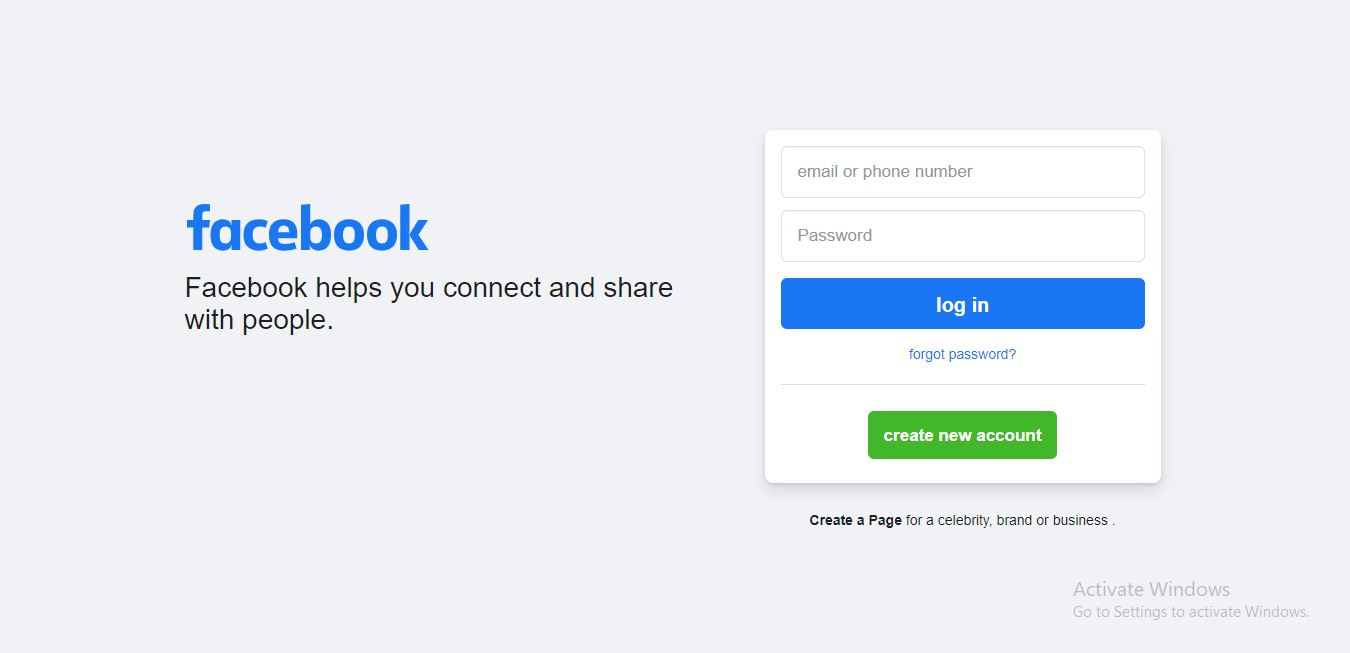 facebook
Facebook helps you connect and share
with people.
email or phone number
Password
log in
forgot password?
create new account
Create a Page for a celebrity, brand or business .
Activate Windows
Go to Settings to activate Windows.